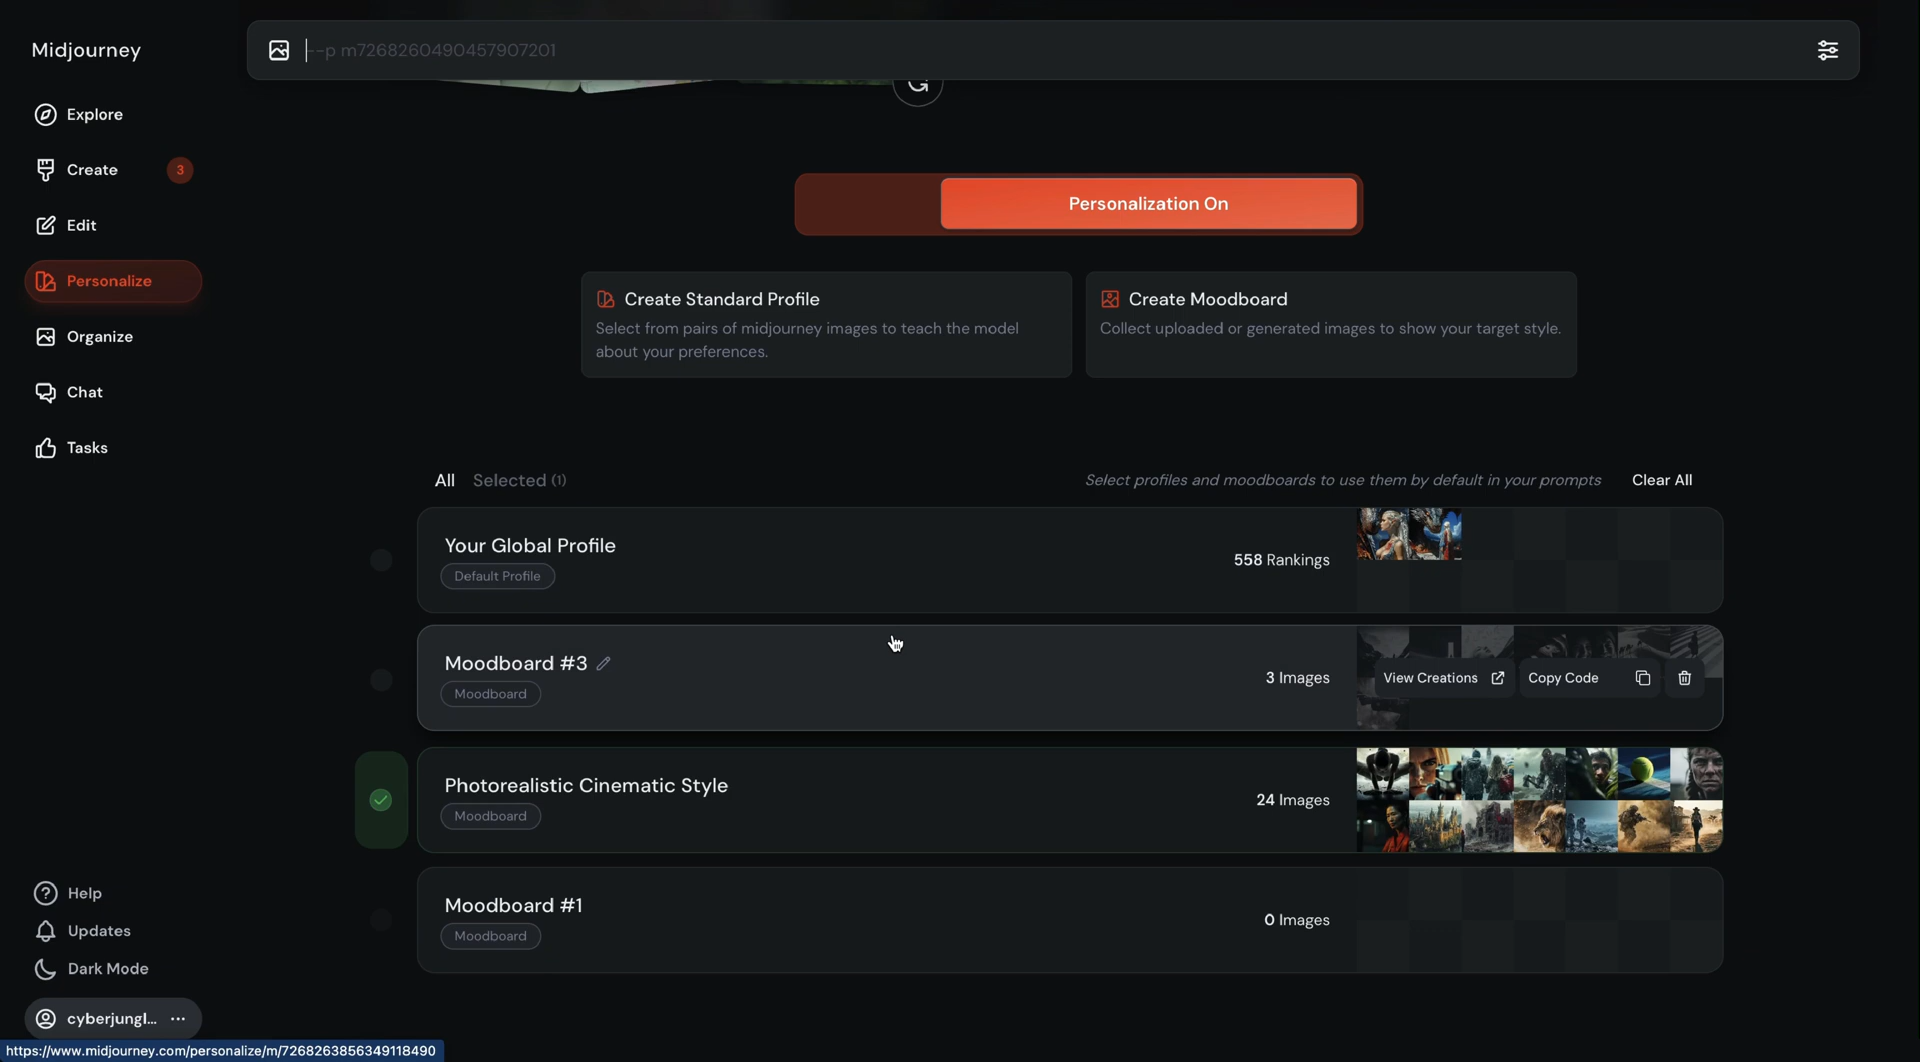 Midjourney
--p m7268260490457907201
Explore
Create 3
Edit
Personalize
Organize
Chat
Tasks
Personalization On
Create Standard Profile
Select from pairs of midjourney images to teach the model
about your preferences.
Create Moodboard
Collect uploaded or generated images to show your target style.
All Selected (1)
Select profiles and moodboards to use them by default in your prompts Clear All
Your Global Profile
Default Profile
558 Rankings
Moodboard #3
Moodboard
3 Images
View Creations
Copy Code
Photorealistic Cinematic Style
Moodboard
24 Images
Moodboard #1
Moodboard
0 Images
Help
Updates
Dark Mode
cyberjungl... ...
https://www.midjourney.com/personalize/m/7268263856349118490